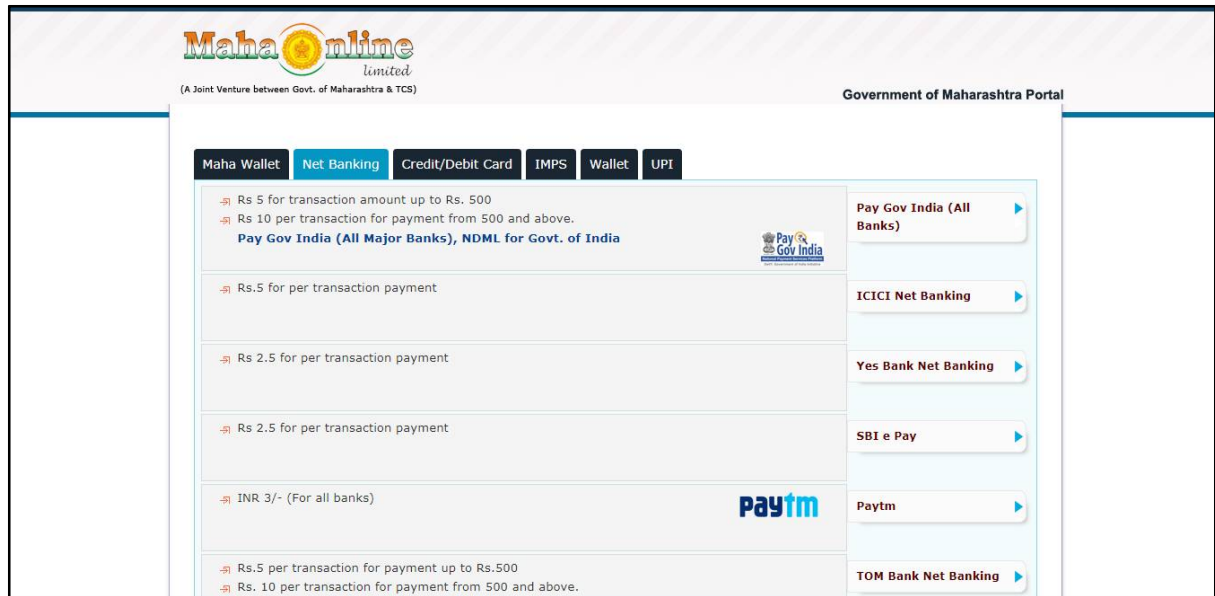 Maha Online
limited
(A Joint Venture between Govt. of Maharashtra & TCS)
Government of Maharashtra Portal
Maha Wallet Net Banking Credit/Debit Card IMPS Wallet UPI
Rs 5 for transaction amount up to Rs. 500
Rs 10 per transaction for payment from 500 and above.
Pay Gov India (All Major Banks), NDML for Govt. of India
Pay
Gov India
Pay Gov India (All
Banks)
Rs.5 for per transaction payment
ICICI Net Banking
Rs 2.5 for per transaction payment
Yes Bank Net Banking
Rs 2.5 for per transaction payment
SBI e Pay
INR 3/- (For all banks)
paytm
Paytm
Rs.5 per transaction for payment up to Rs.500
Rs. 10 per transaction for payment from 500 and above.
TOM Bank Net Banking